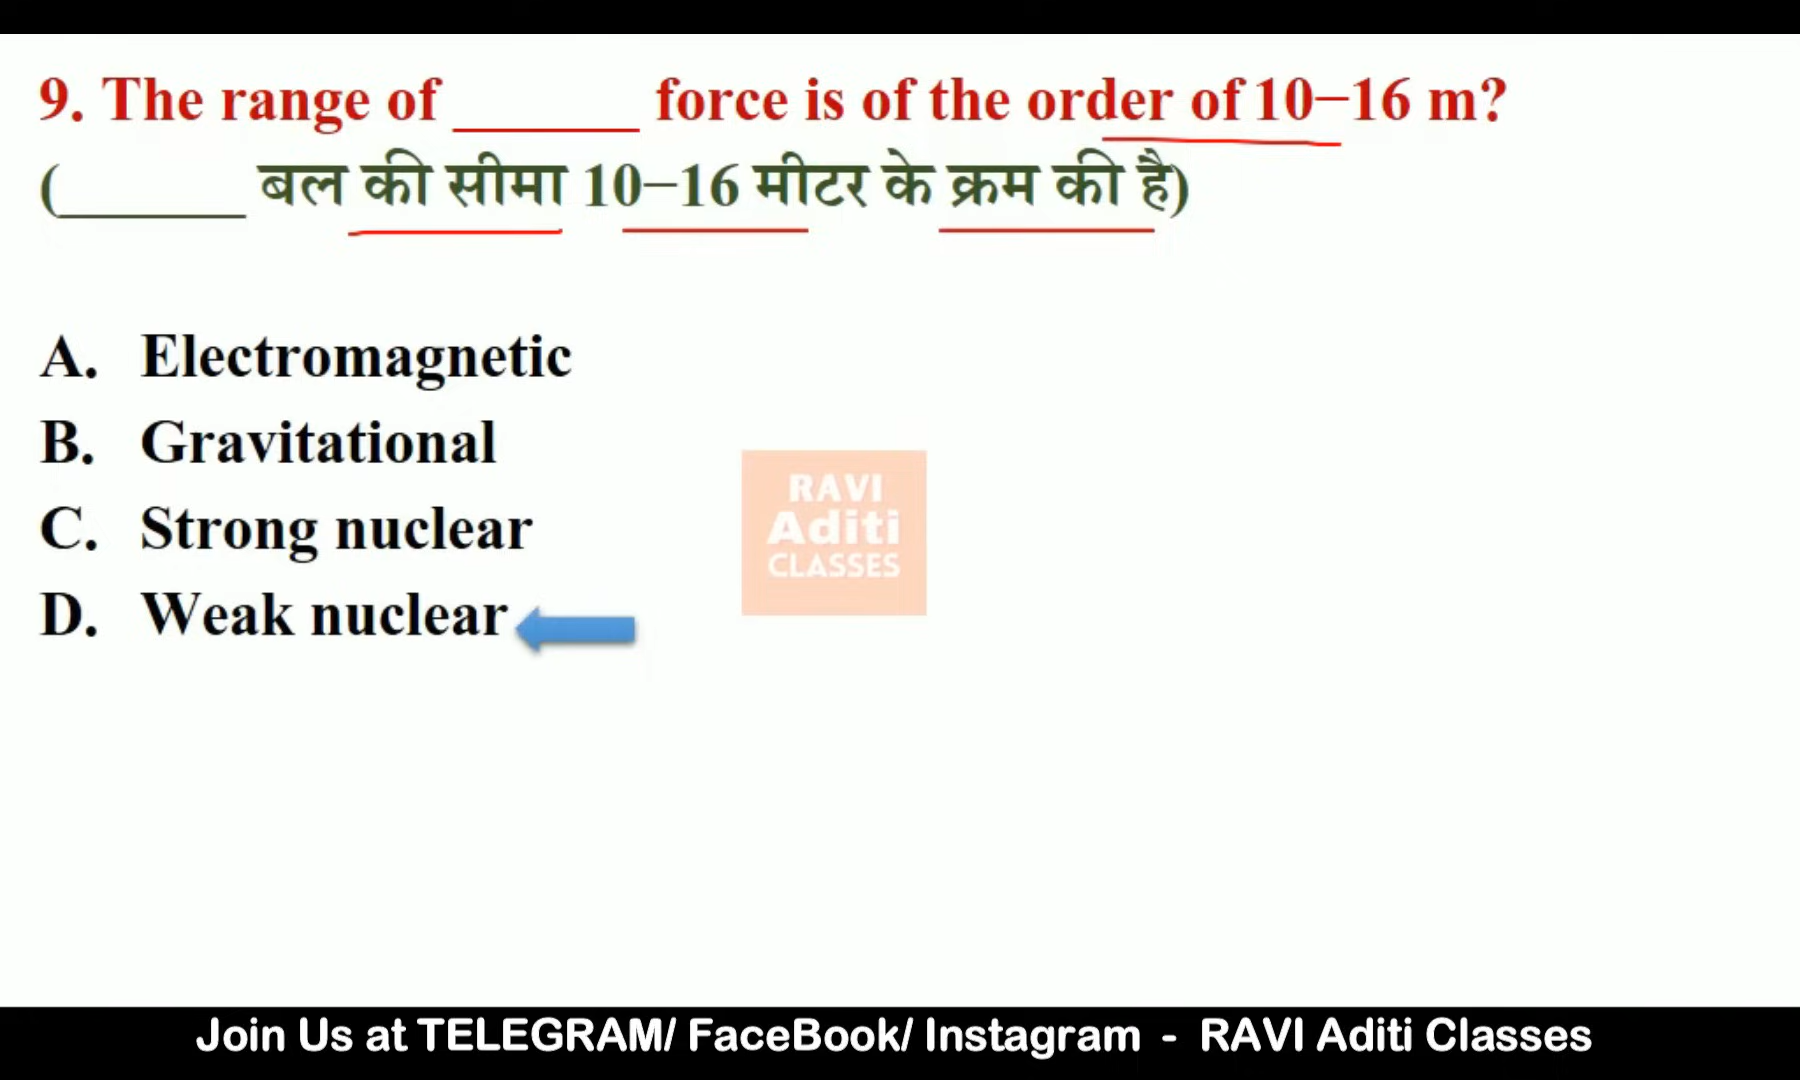 9. The range of ______ force is of the order of 10−16 m?
(______ बल की सीमा 10−16 मीटर के क्रम की है)
A. Electromagnetic
B. Gravitational
C. Strong nuclear
D. Weak nuclear
RAVI
Aditi
CLASSES
Join Us at TELEGRAM/ FaceBook/ Instagram - RAVI Aditi Classes